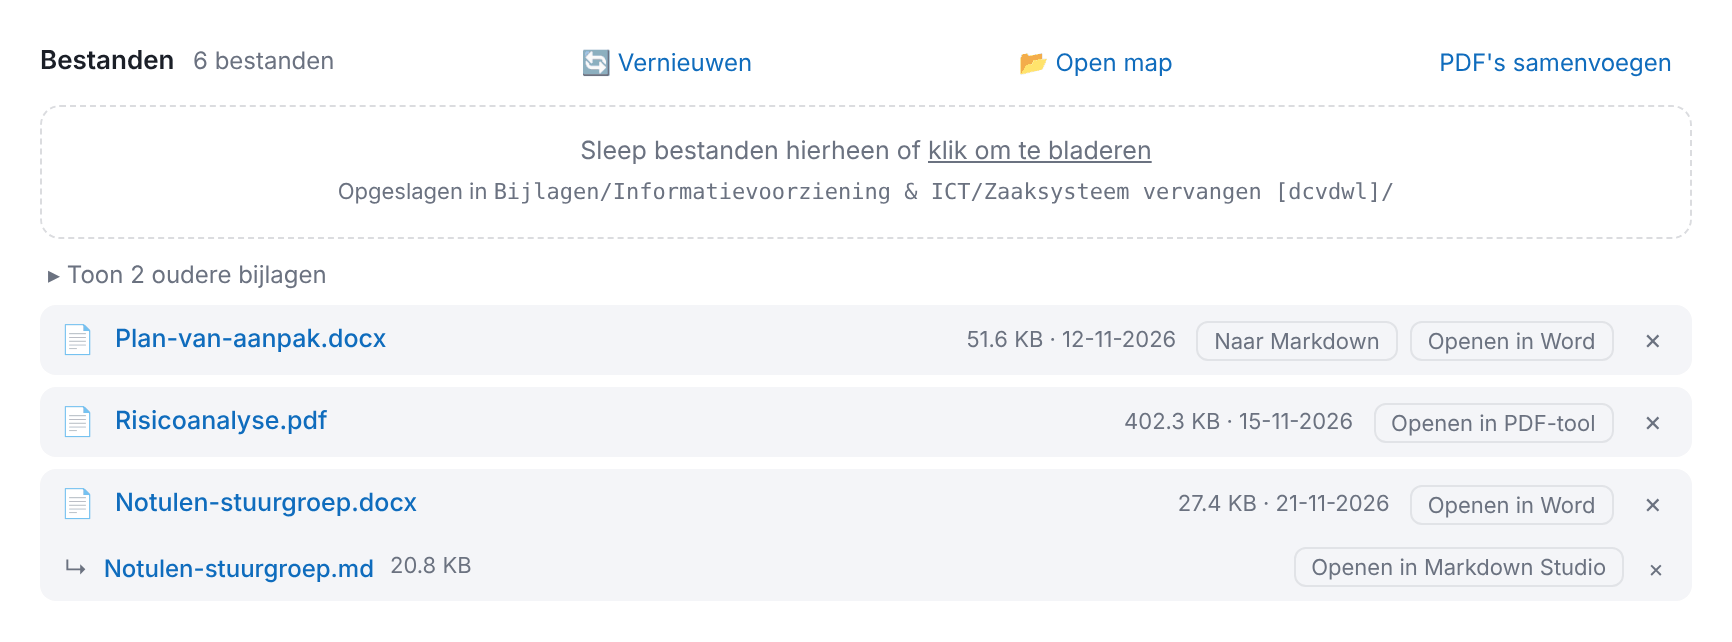 Bestanden 6 bestanden 🔄 Vernieuwen 📂 Open map PDF's samenvoegen
Sleep bestanden hierheen of klik om te bladeren
Opgeslagen in Bijlagen/Informatievoorziening & ICT/Zaaksysteem vervangen [dcvdwl]/
▸ Toon 2 oudere bijlagen
Plan-van-aanpak.docx 51.6 KB · 12-11-2026 Naar Markdown Openen in Word ×
Risicoanalyse.pdf 402.3 KB · 15-11-2026 Openen in PDF-tool ×
Notulen-stuurgroep.docx 27.4 KB · 21-11-2026 Openen in Word ×
↳ Notulen-stuurgroep.md 20.8 KB Openen in Markdown Studio ×